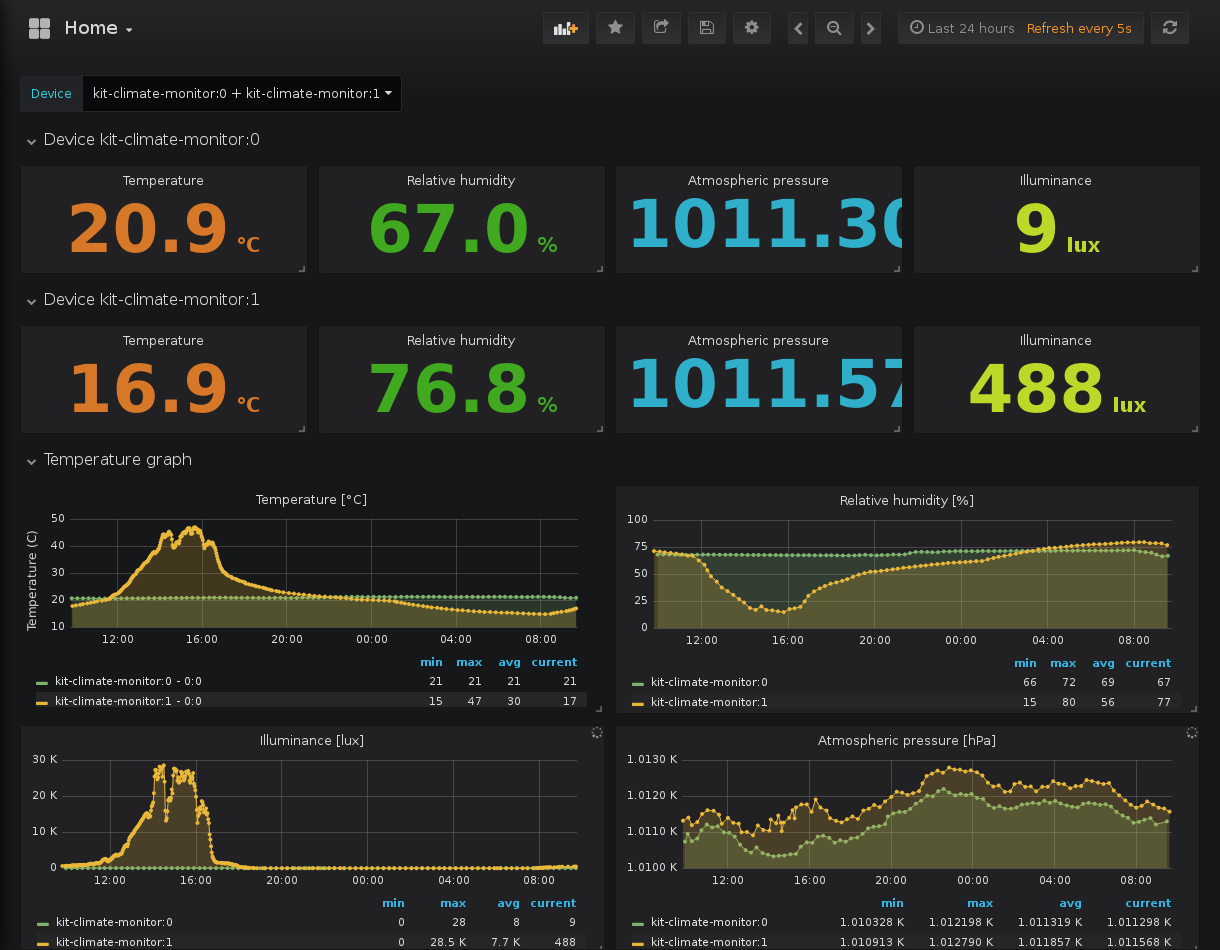 Home
Last 24 hours Refresh every 5s
Device kit-climate-monitor:0 + kit-climate-monitor:1
Device kit-climate-monitor:0
Temperature Relative humidity Atmospheric pressure Illuminance
20.9 °C 67.0 % 1011.30 9 lux
Device kit-climate-monitor:1
Temperature Relative humidity Atmospheric pressure Illuminance
16.9 °C 76.8 % 1011.57 488 lux
Temperature graph
Temperature [°C]
Temperature (C)
50
40
30
20
10
12:00 16:00 20:00 00:00 04:00 08:00
min max avg current
kit-climate-monitor:0 - 0:0 21 21 21 21
kit-climate-monitor:1 - 0:0 15 47 30 17
Relative humidity [%]
100
75
50
25
0
12:00 16:00 20:00 00:00 04:00 08:00
min max avg current
kit-climate-monitor:0 66 72 69 67
kit-climate-monitor:1 15 80 56 77
Illuminance [lux]
30 K
20 K
10 K
0
12:00 16:00 20:00 00:00 04:00 08:00
min max avg current
kit-climate-monitor:0 0 28 8 9
kit-climate-monitor:1 0 28.5 K 7.7 K 488
Atmospheric pressure [hPa]
1.0130 K
1.0120 K
1.0110 K
1.0100 K
12:00 16:00 20:00 00:00 04:00 08:00
min max avg current
kit-climate-monitor:0 1.010328 K 1.012198 K 1.011319 K 1.011298 K
kit-climate-monitor:1 1.010913 K 1.012790 K 1.011857 K 1.011568 K